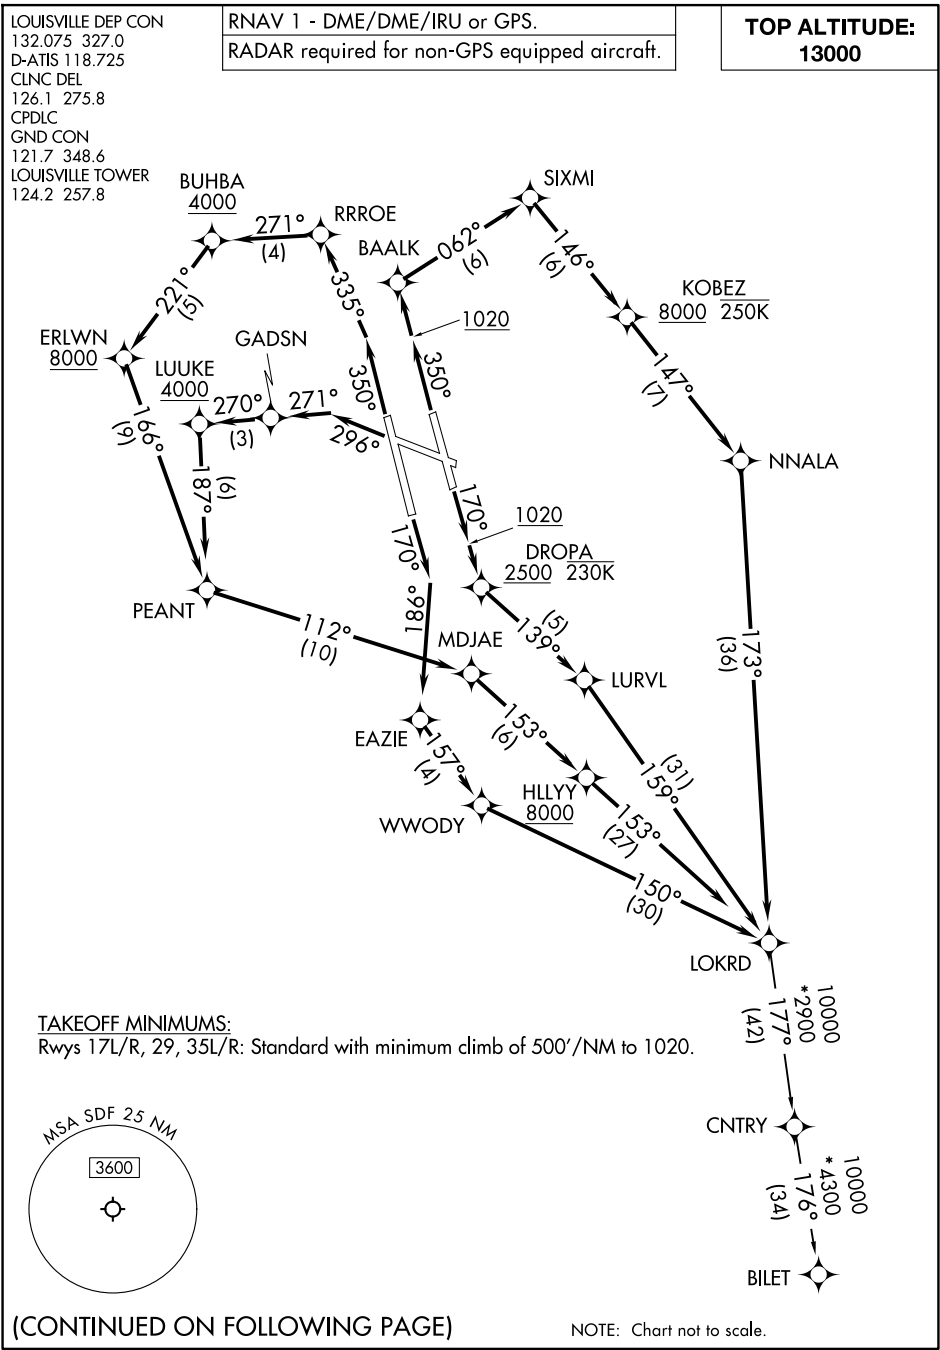 LOUISVILLE DEP CON
132.075 327.0
D-ATIS 118.725
CLNC DEL
126.1 275.8
CPDLC
GND CON
121.7 348.6
LOUISVILLE TOWER
124.2 257.8
RNAV 1 - DME/DME/IRU or GPS.
RADAR required for non-GPS equipped aircraft.
TOP ALTITUDE:
13000
BUHBA
4000
271°
(4)
RRROE
BAALK
062°
(6)
SIXMI
146°
(6)
KOBEZ
8000 250K
221°
(5)
335°
1020
ERLWN
8000
GADSN
LUUKE
4000
270°
(3)
271°
296°
350°
350°
147°
(7)
NNALA
166°
(9)
187°
(6)
170°
170°
1020
DROPA
2500 230K
PEANT
112°
(10)
186°
MDJAE
139°
(5)
LURVL
173°
(36)
EAZIE
157°
(4)
153°
(6)
HLLYY
8000
159°
(31)
WWODY
153°
(27)
150°
(30)
LOKRD
177°
(42)
10000
*2900
TAKEOFF MINIMUMS:
Rwys 17L/R, 29, 35L/R: Standard with minimum climb of 500'/NM to 1020.
CNTRY
176°
(34)
10000
*4300
MSA SDF 25 NM
3600
BILET
(CONTINUED ON FOLLOWING PAGE)
NOTE: Chart not to scale.